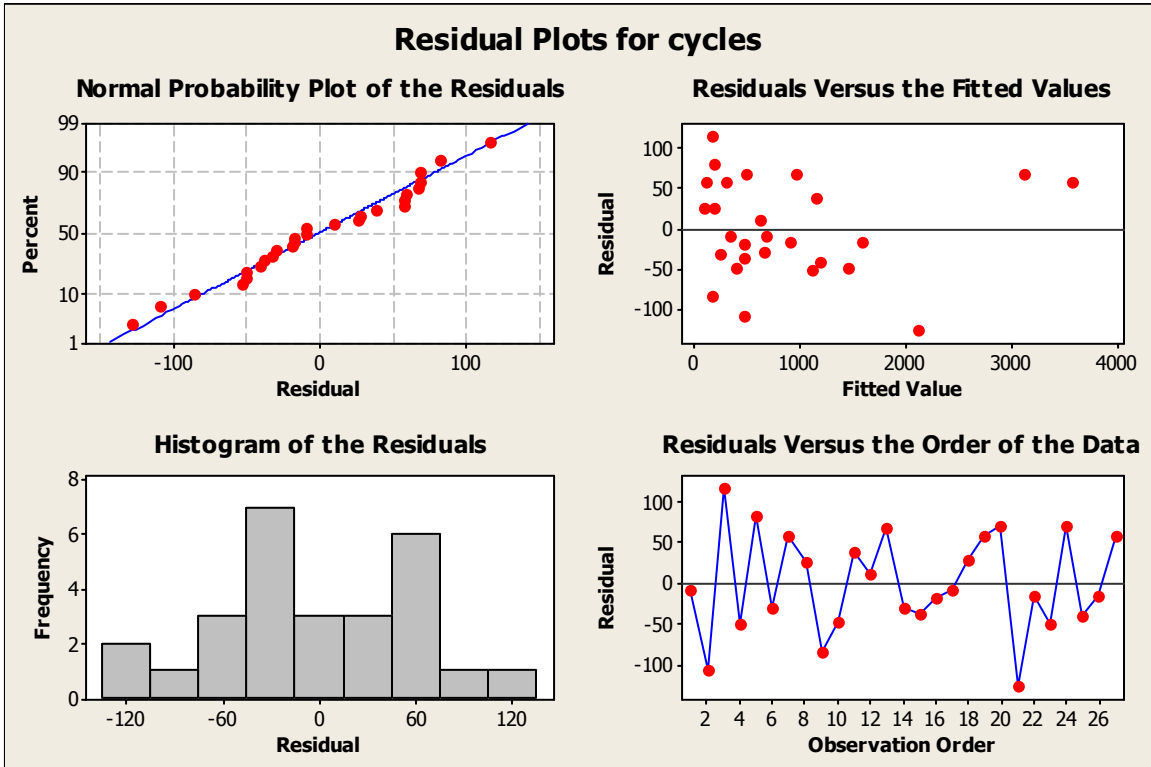 Residual Plots for cycles
Normal Probability Plot of the Residuals
99
90
50
10
1
Percent
-100 0 100
Residual
Residuals Versus the Fitted Values
100
50
0
-50
-100
Residual
0 1000 2000 3000 4000
Fitted Value
Histogram of the Residuals
8
6
4
2
0
Frequency
-120 -60 0 60 120
Residual
Residuals Versus the Order of the Data
100
50
0
-50
-100
Residual
2 4 6 8 10 12 14 16 18 20 22 24 26
Observation Order